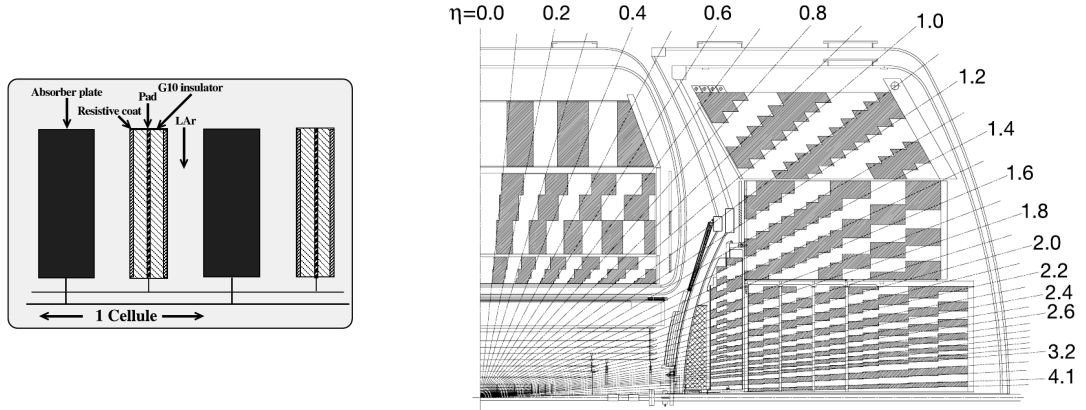 Absorber plate
G10 insulator
Pad
Resistive coat
LAr
1 Cellule
η=0.0
0.2
0.4
0.6
0.8
1.0
1.2
1.4
1.6
1.8
2.0
2.2
2.4
2.6
3.2
4.1